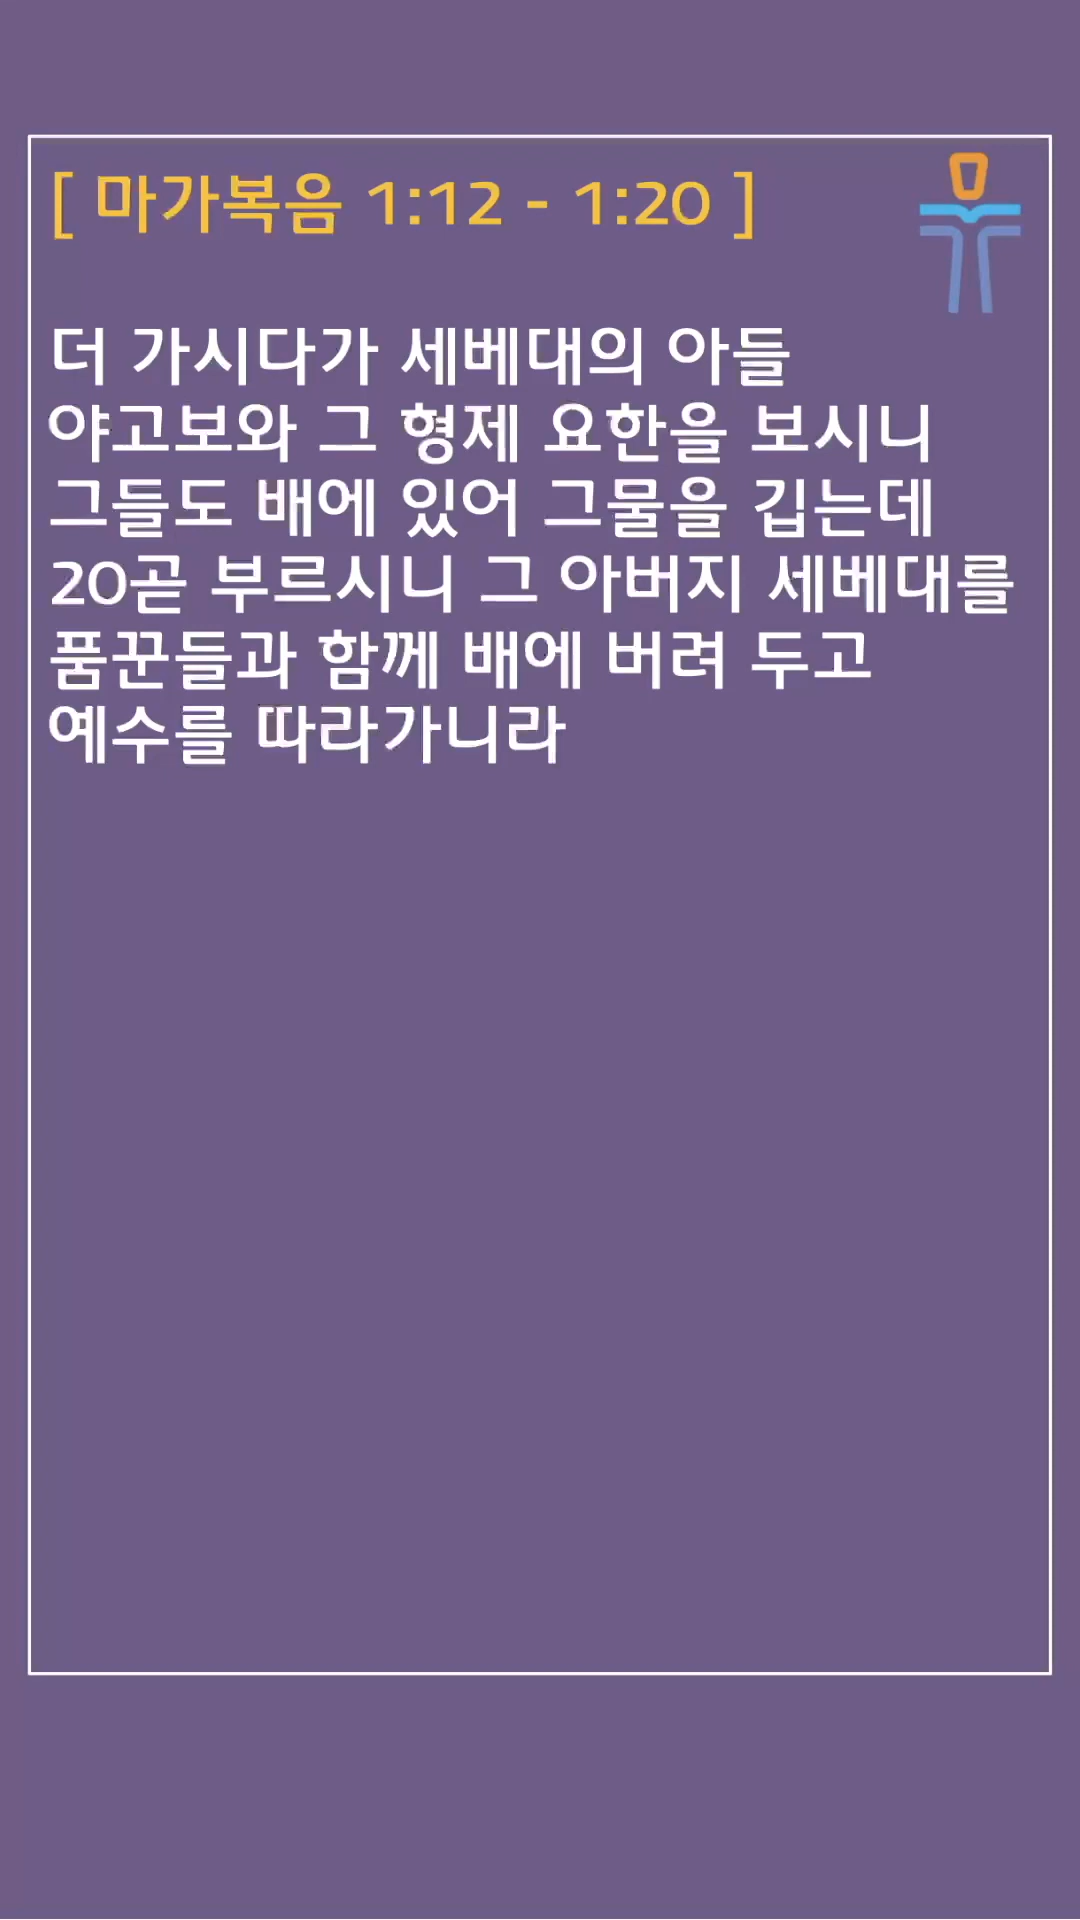 [ 마가복음 1:12 - 1:20 ]
더 가시다가 세베대의 아들
야고보와 그 형제 요한을 보시니
그들도 배에 있어 그물을 깁는데
20곧 부르시니 그 아버지 세베대를
품꾼들과 함께 배에 버려 두고
예수를 따라가니라